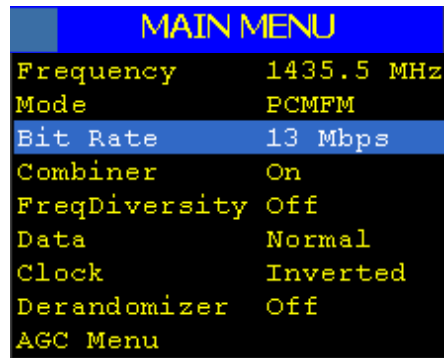 MAIN MENU
Frequency 1435.5 MHz
Mode PCMFM
Bit Rate 13 Mbps
Combiner On
FreqDiversity Off
Data Normal
Clock Inverted
Derandomizer Off
AGC Menu